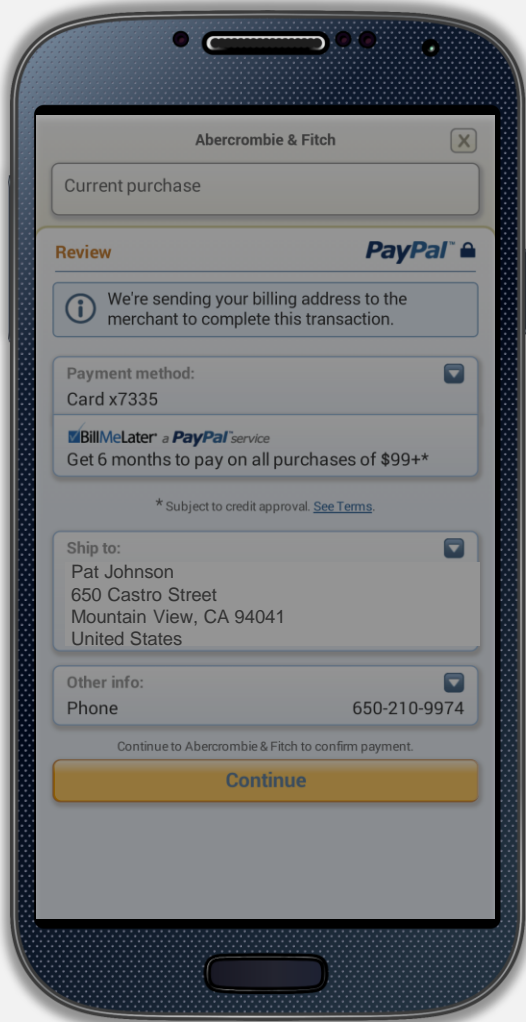 Abercrombie & Fitch
X
Current purchase
Review
PayPal™
We're sending your billing address to the
merchant to complete this transaction.
Payment method:
Card x7335
BillMeLater® a PayPal™ service
Get 6 months to pay on all purchases of $99+*
* Subject to credit approval. See Terms.
Ship to:
Pat Johnson
650 Castro Street
Mountain View, CA 94041
United States
Other info:
Phone 650-210-9974
Continue to Abercrombie & Fitch to confirm payment.
Continue